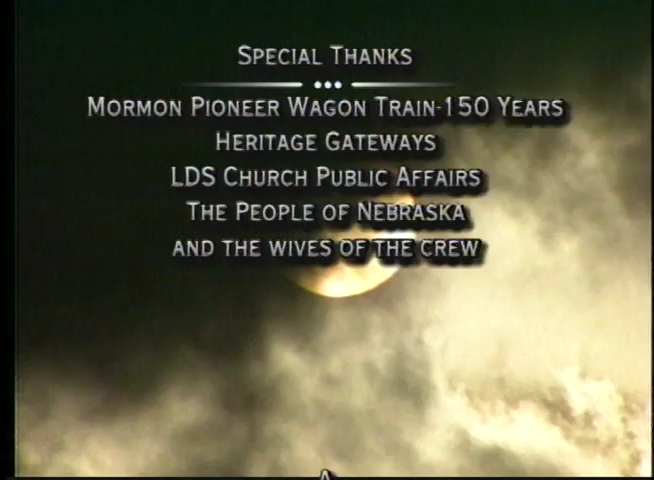 Special Thanks
Mormon Pioneer Wagon Train-150 Years
Heritage Gateways
LDS Church Public Affairs
The People of Nebraska
and the wives of the crew